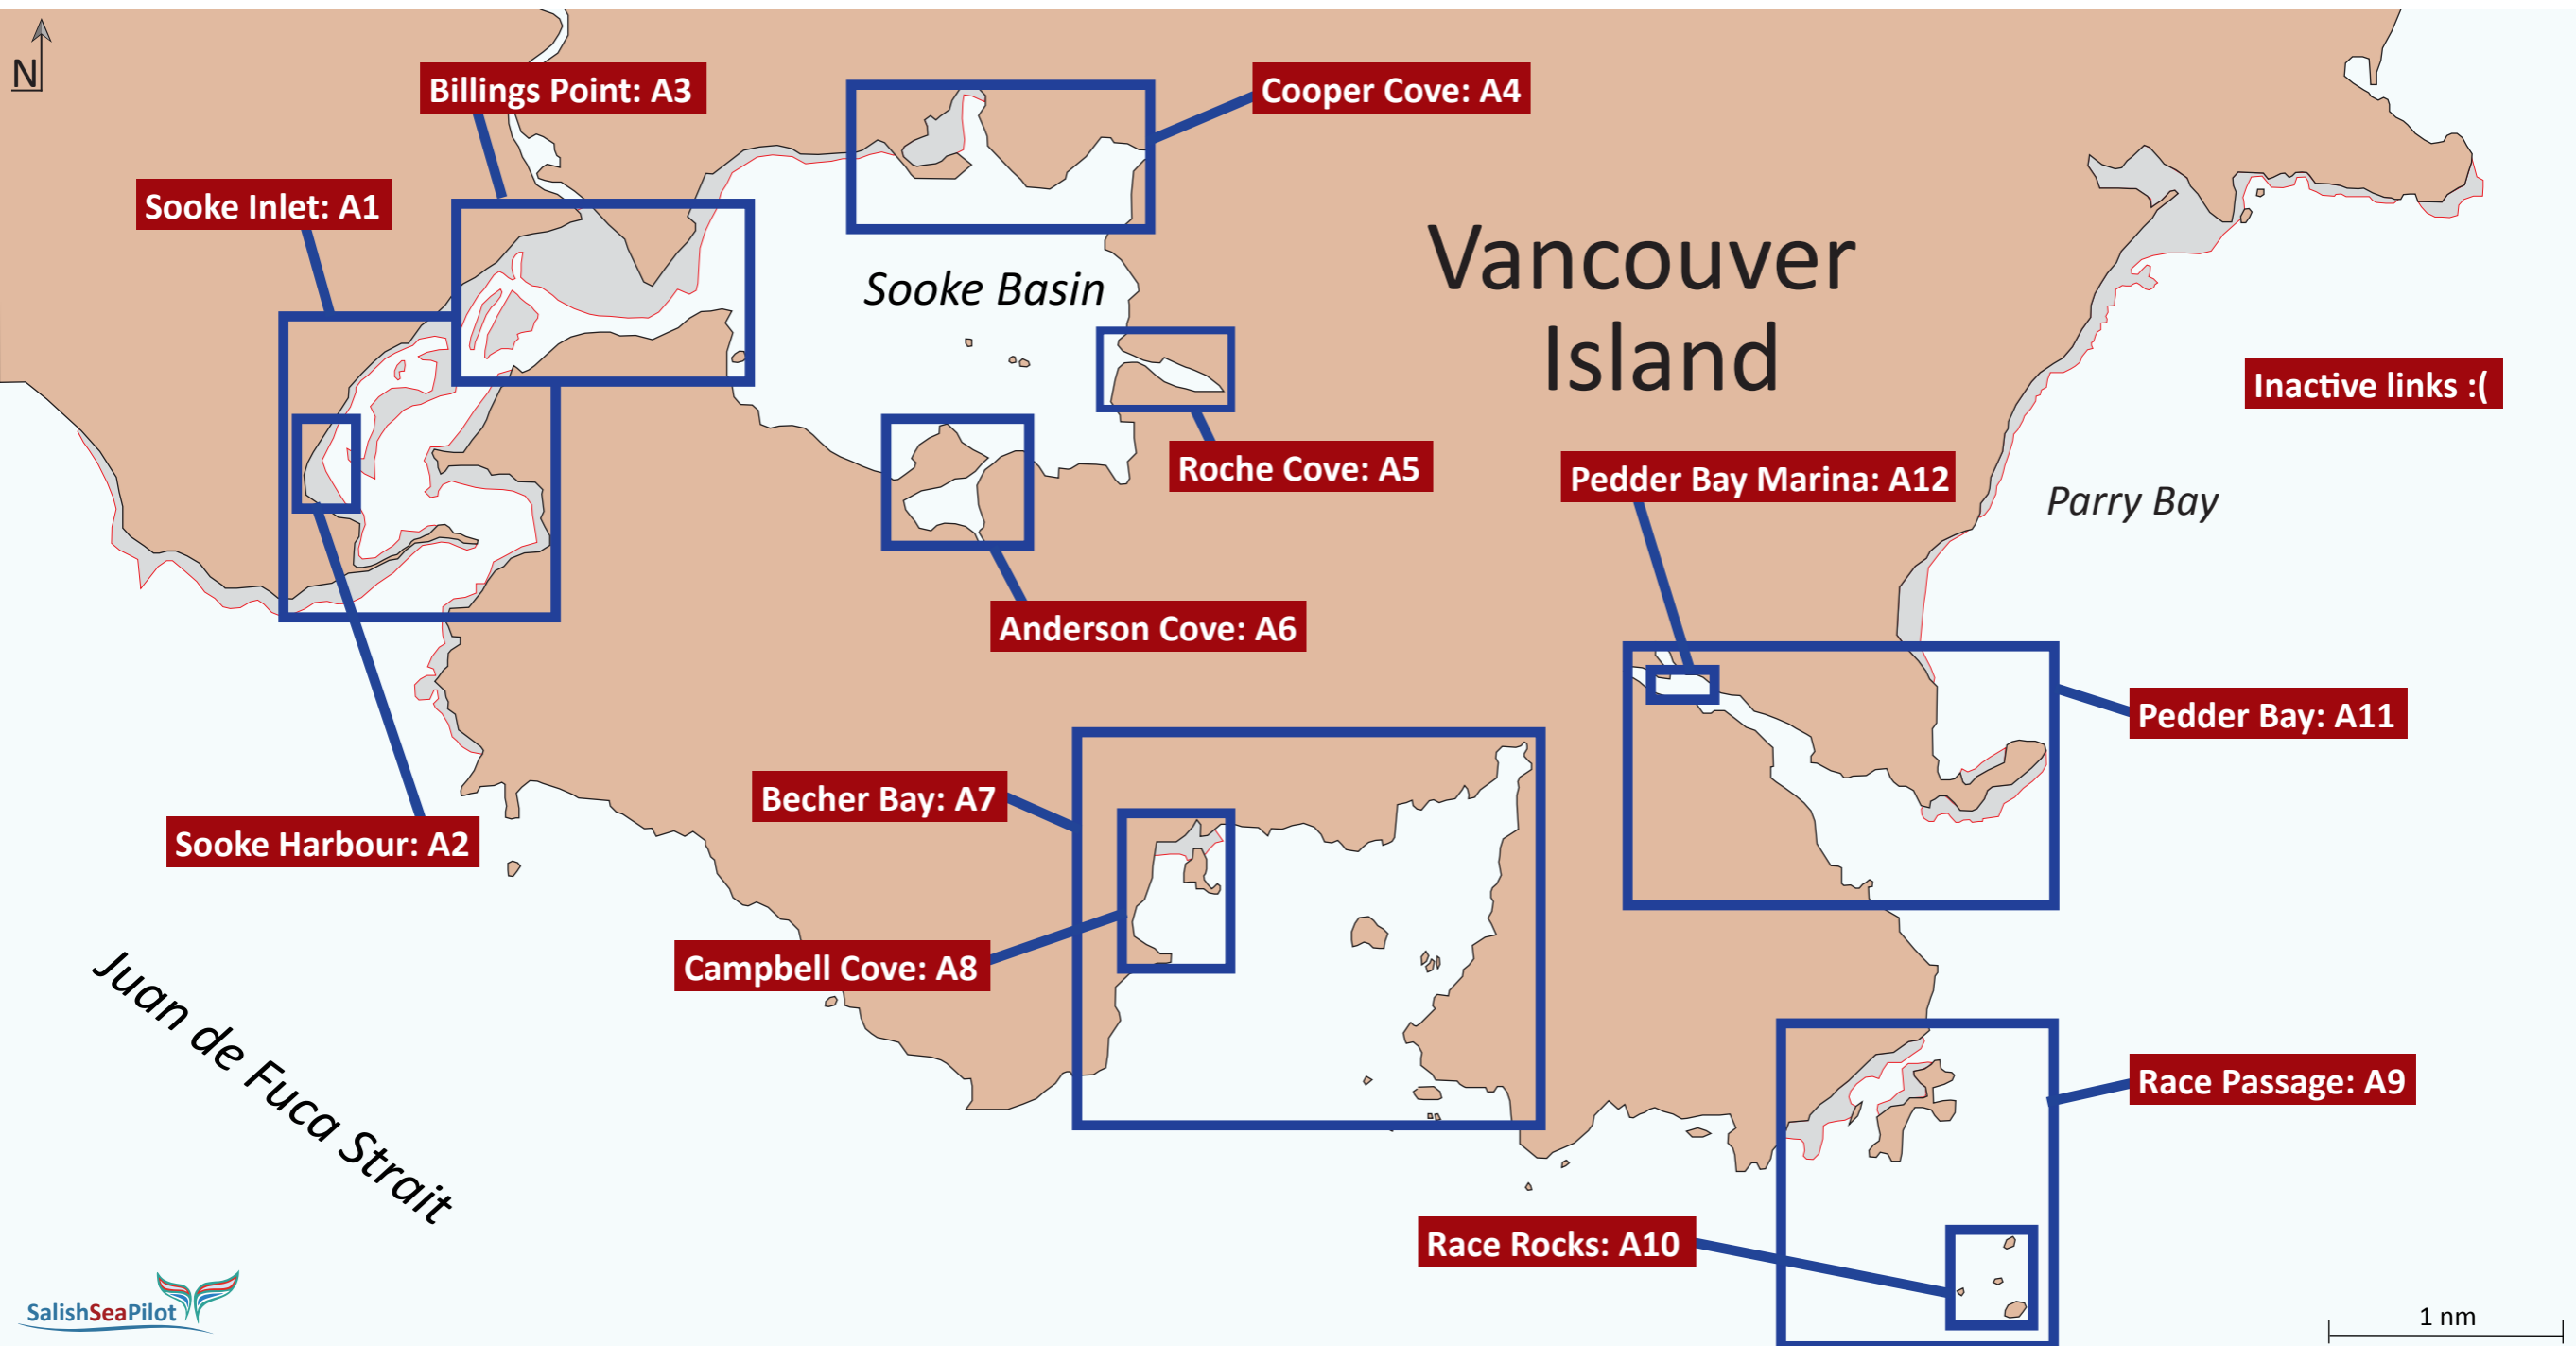 N
Billings Point: A3
Cooper Cove: A4
Sooke Inlet: A1
Vancouver
Island
Sooke Basin
Inactive links :(
Roche Cove: A5
Pedder Bay Marina: A12
Parry Bay
Anderson Cove: A6
Pedder Bay: A11
Becher Bay: A7
Sooke Harbour: A2
Campbell Cove: A8
Juan de Fuca Strait
Race Passage: A9
Race Rocks: A10
SalishSeaPilot
1 nm